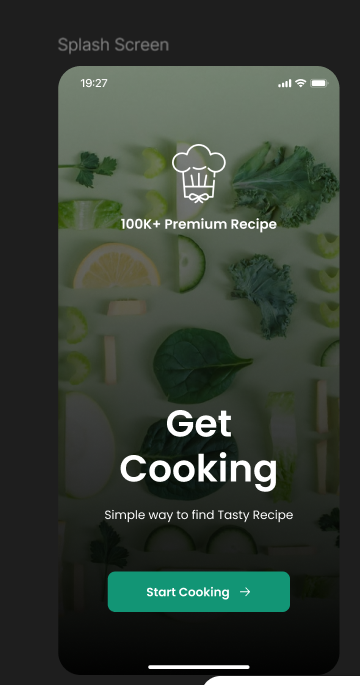 Splash Screen
19:27
100K+ Premium Recipe
Get
Cooking
Simple way to find Tasty Recipe
Start Cooking